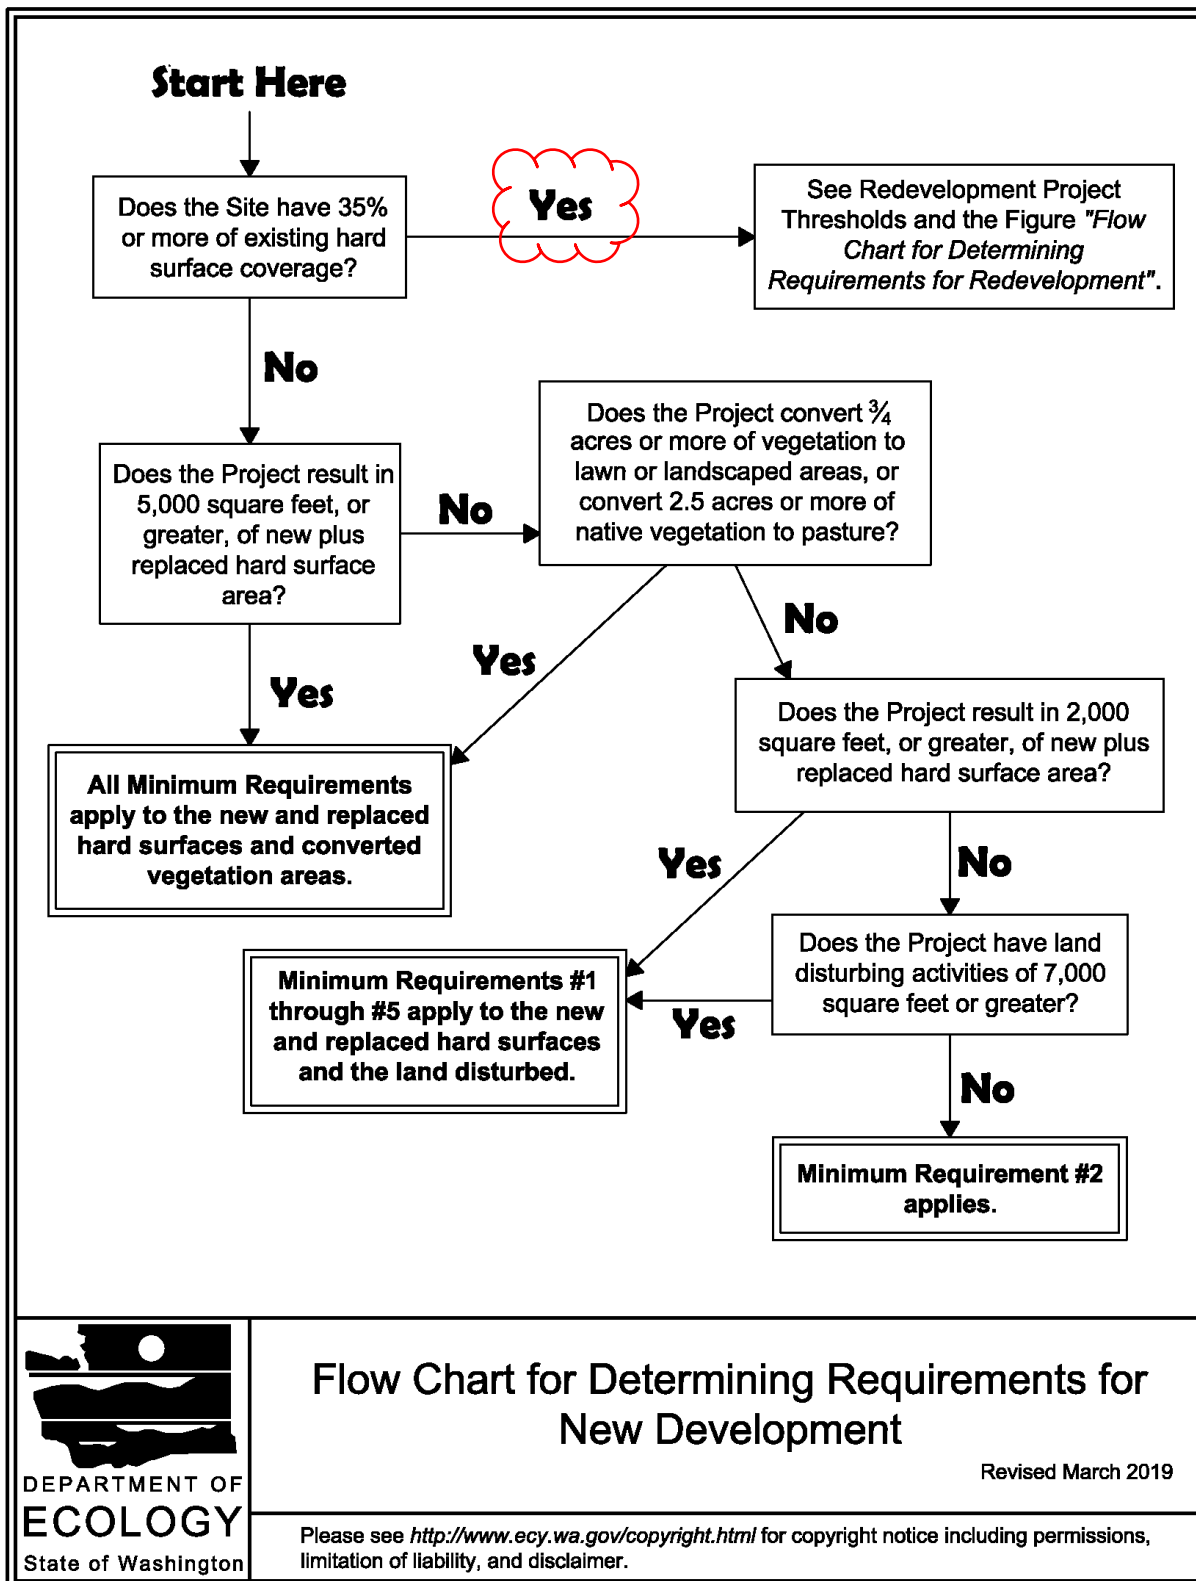 Start Here
Does the Site have 35%
or more of existing hard
surface coverage?
Yes
See Redevelopment Project
Thresholds and the Figure "Flow
Chart for Determining
Requirements for Redevelopment".
No
Does the Project result in
5,000 square feet, or
greater, of new plus
replaced hard surface
area?
No
Does the Project convert ¾
acres or more of vegetation to
lawn or landscaped areas, or
convert 2.5 acres or more of
native vegetation to pasture?
Yes
Yes
No
All Minimum Requirements
apply to the new and replaced
hard surfaces and converted
vegetation areas.
Does the Project result in 2,000
square feet, or greater, of new plus
replaced hard surface area?
Yes
No
Minimum Requirements #1
through #5 apply to the new
and replaced hard surfaces
and the land disturbed.
Does the Project have land
disturbing activities of 7,000
square feet or greater?
Yes
No
Minimum Requirement #2
applies.
DEPARTMENT OF
ECOLOGY
State of Washington
Flow Chart for Determining Requirements for
New Development
Revised March 2019
Please see http://www.ecy.wa.gov/copyright.html for copyright notice including permissions,
limitation of liability, and disclaimer.